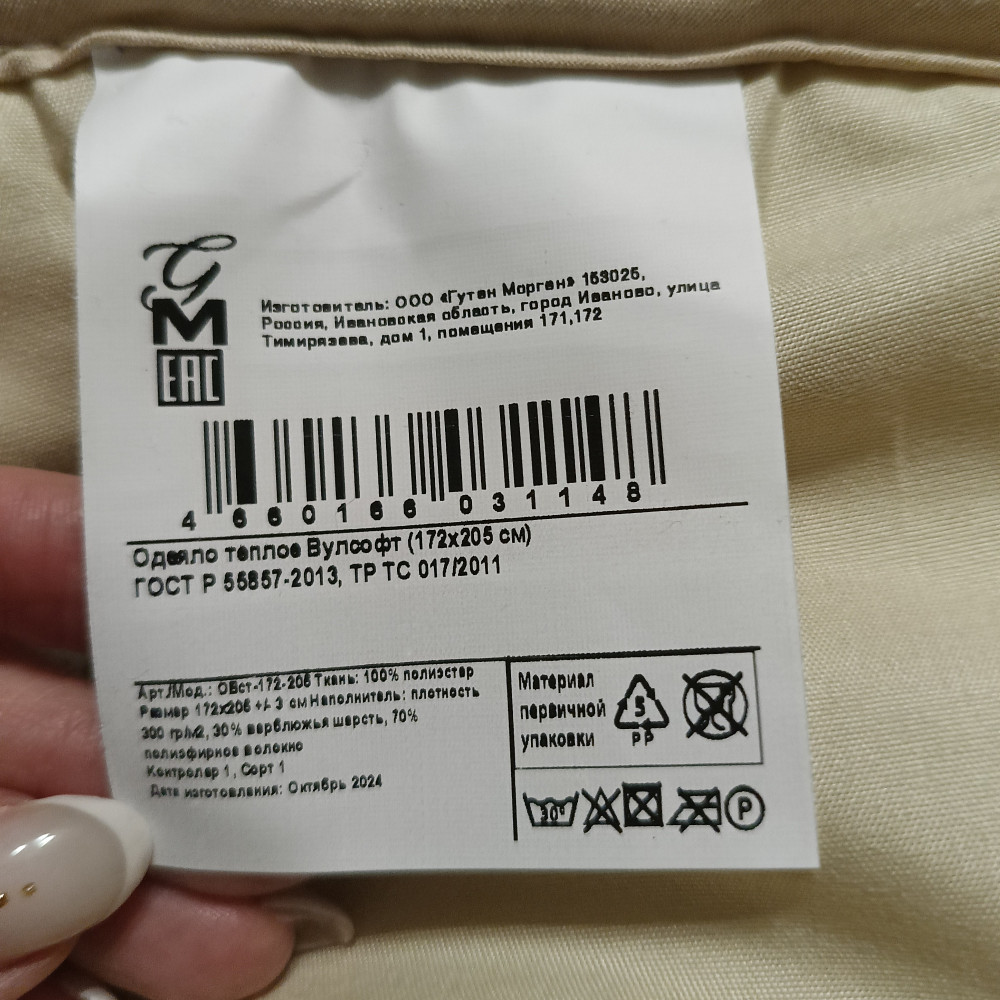 GM
EAC
Изготовитель: ООО «Гутен Морген» 153025,
Россия, Ивановская область, город Иваново, улица
Тимирязева, дом 1, помещения 171,172
4 660166 031148
Одеяло теплое Вулсофт (172х205 см)
ГОСТ Р 55857-2013, ТР ТС 017/2011
Арт./Мод.: ОВст-172-205 Ткань: 100% полиэстер
Размер 172х205 +/- 3 см Наполнитель: плотность
300 гр/м2, 30% верблюжья шерсть, 70%
полиэфирное волокно
Контролер 1, Сорт 1
Дата изготовления: Октябрь 2024
Материал
первичной
упаковки
5
PP
30°
P